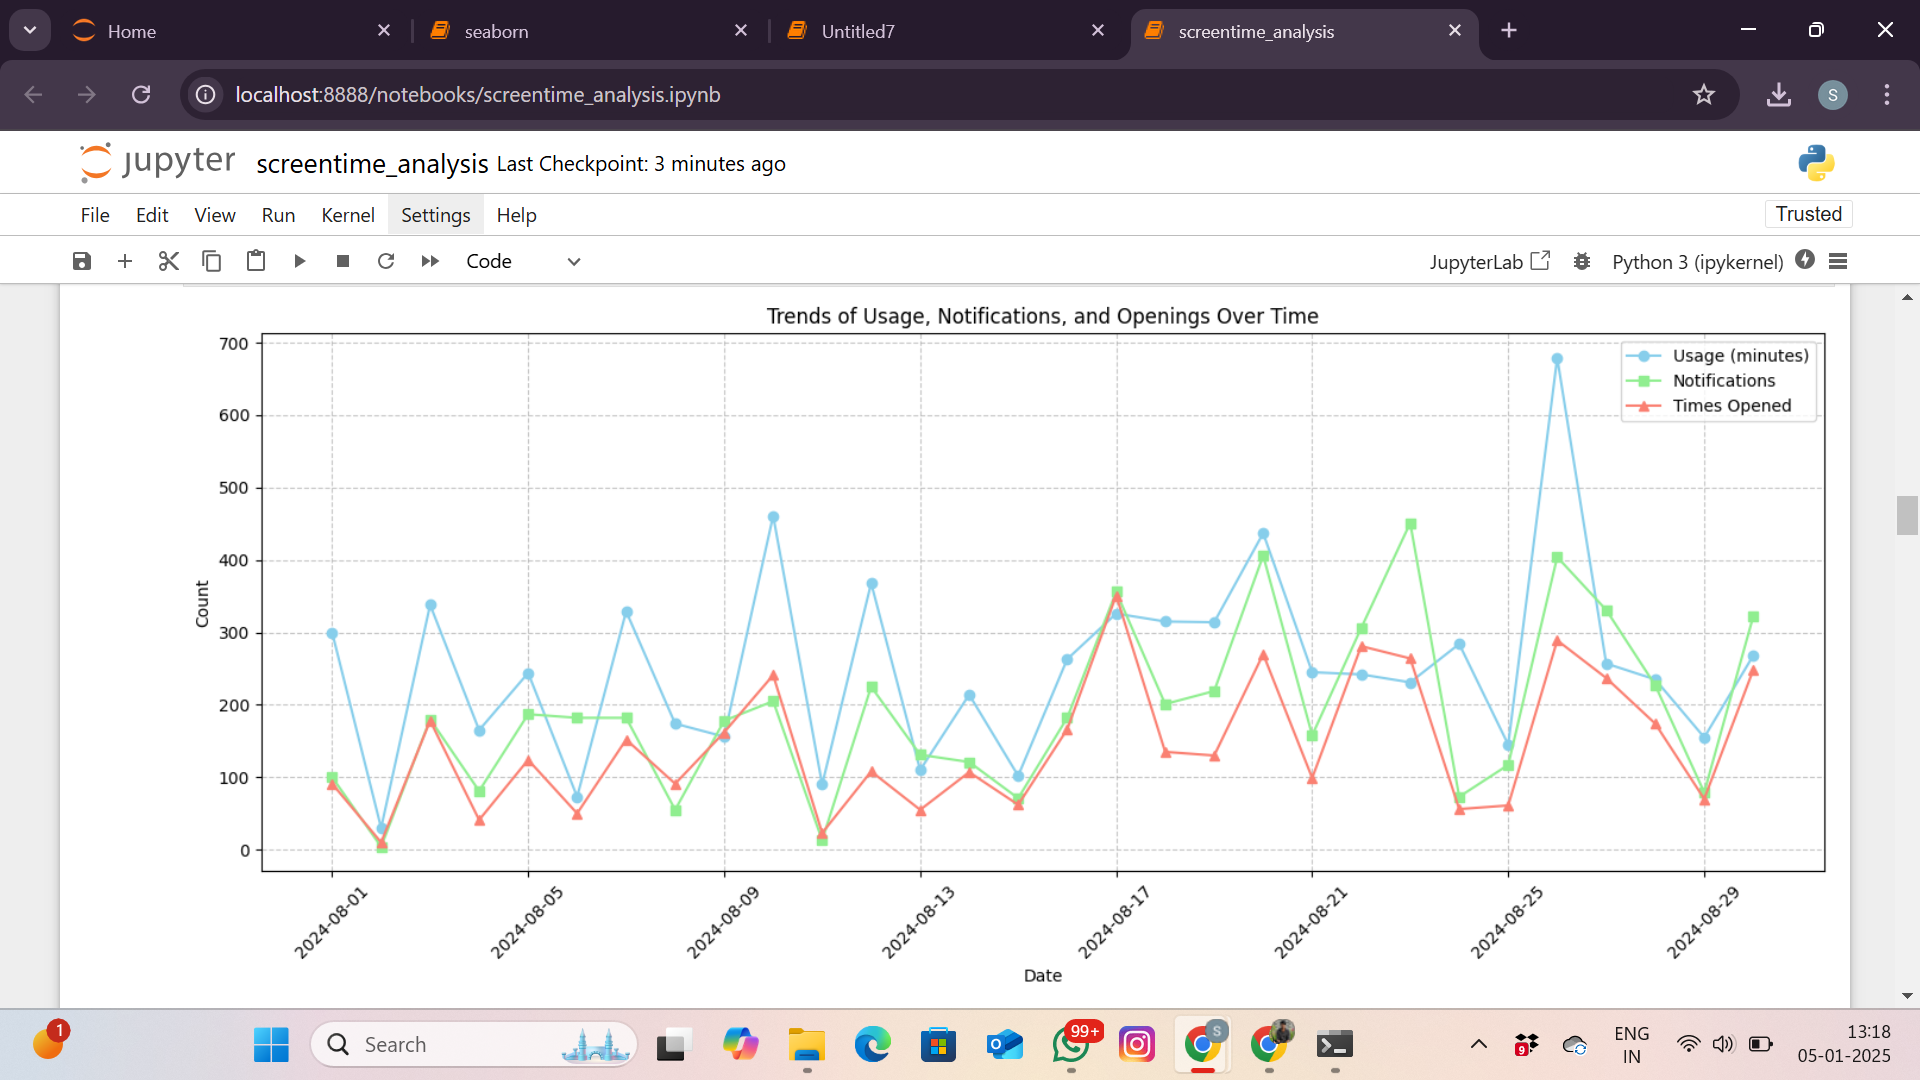 Home
seaborn
Untitled7
screentime_analysis
localhost:8888/notebooks/screentime_analysis.ipynb
S
jupyter screentime_analysis Last Checkpoint: 3 minutes ago
File Edit View Run Kernel Settings Help
Trusted
Code
JupyterLab
Python 3 (ipykernel)
Trends of Usage, Notifications, and Openings Over Time
Usage (minutes)
Notifications
Times Opened
700
600
500
400
300
200
100
0
Count
2024-08-01
2024-08-05
2024-08-09
2024-08-13
2024-08-17
2024-08-21
2024-08-25
2024-08-29
Date
1
Search
99+
S
9
ENG
IN
13:18
05-01-2025